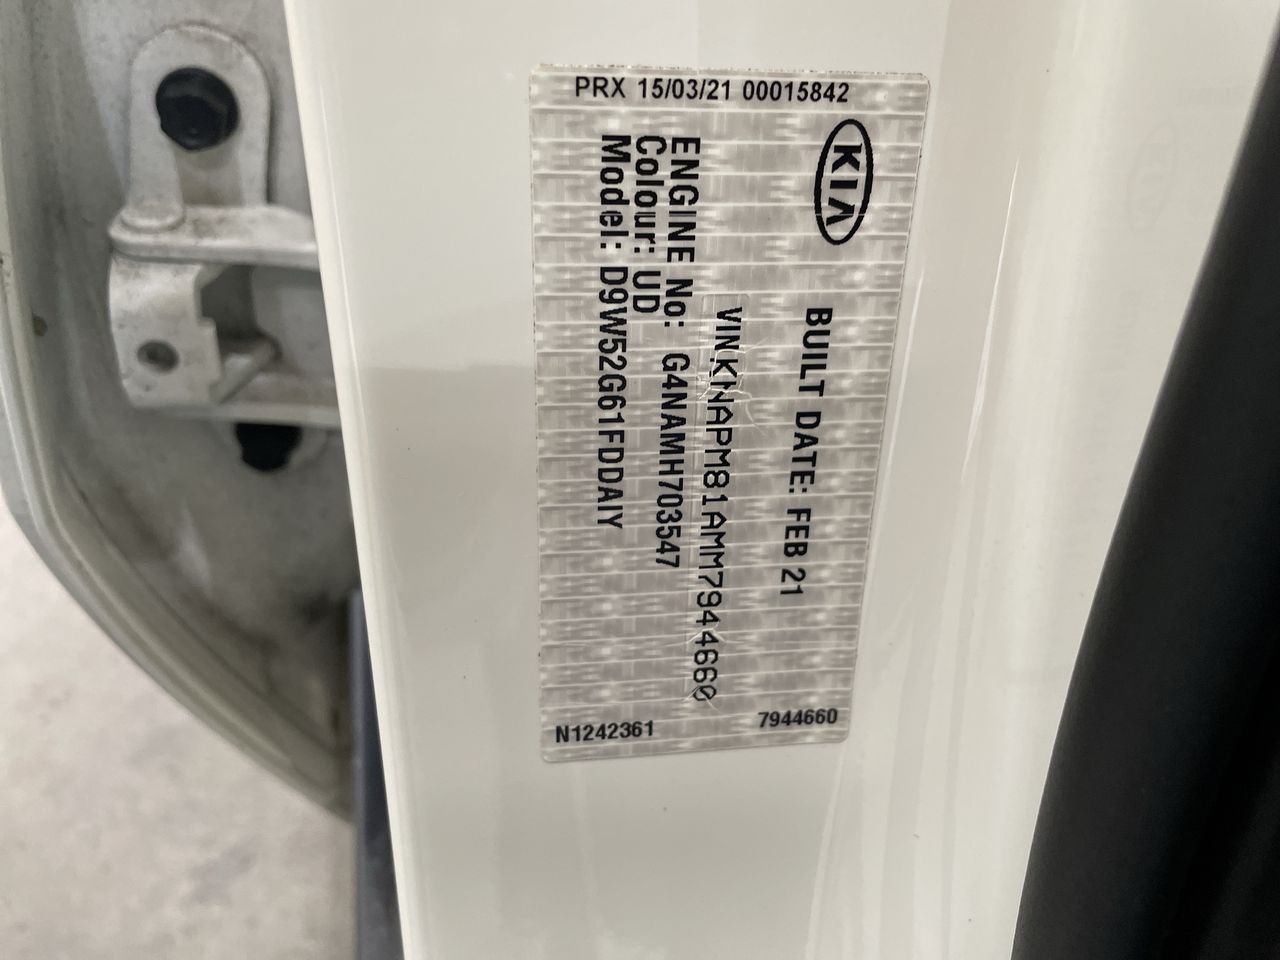 PRX 15/03/21 00015842
KIA
BUILT DATE: FEB 21
VIN KNAPM81AMM7944660
ENGINE No: G4NAMH703547
Colour: UD
Model: D9W52G61FDDAIY
N1242361
7944660